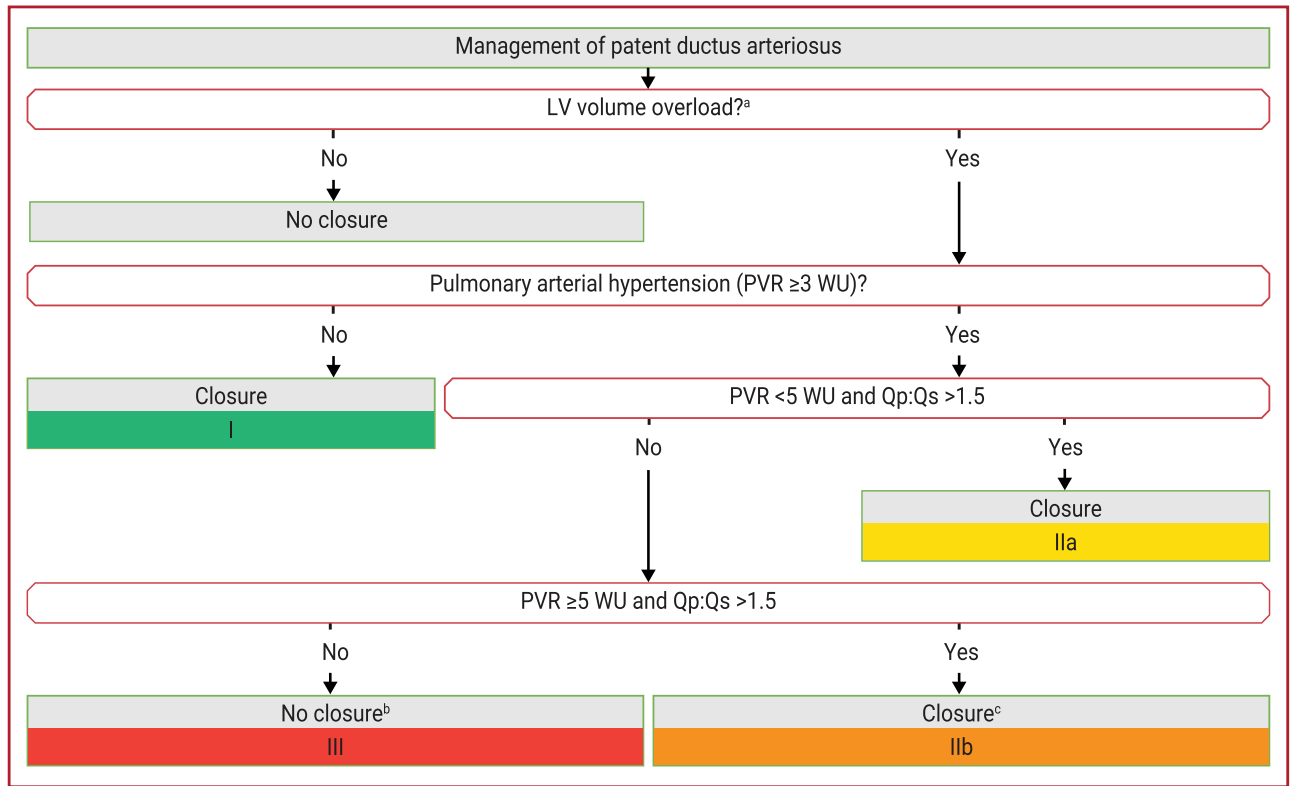 Management of patent ductus arteriosus
LV volume overload?ᵃ
No
Yes
No closure
Pulmonary arterial hypertension (PVR ≥3 WU)?
No
Yes
Closure
I
PVR <5 WU and Qp:Qs >1.5
No
Yes
Closure
IIa
PVR ≥5 WU and Qp:Qs >1.5
No
Yes
No closureᵇ
III
Closureᶜ
IIb